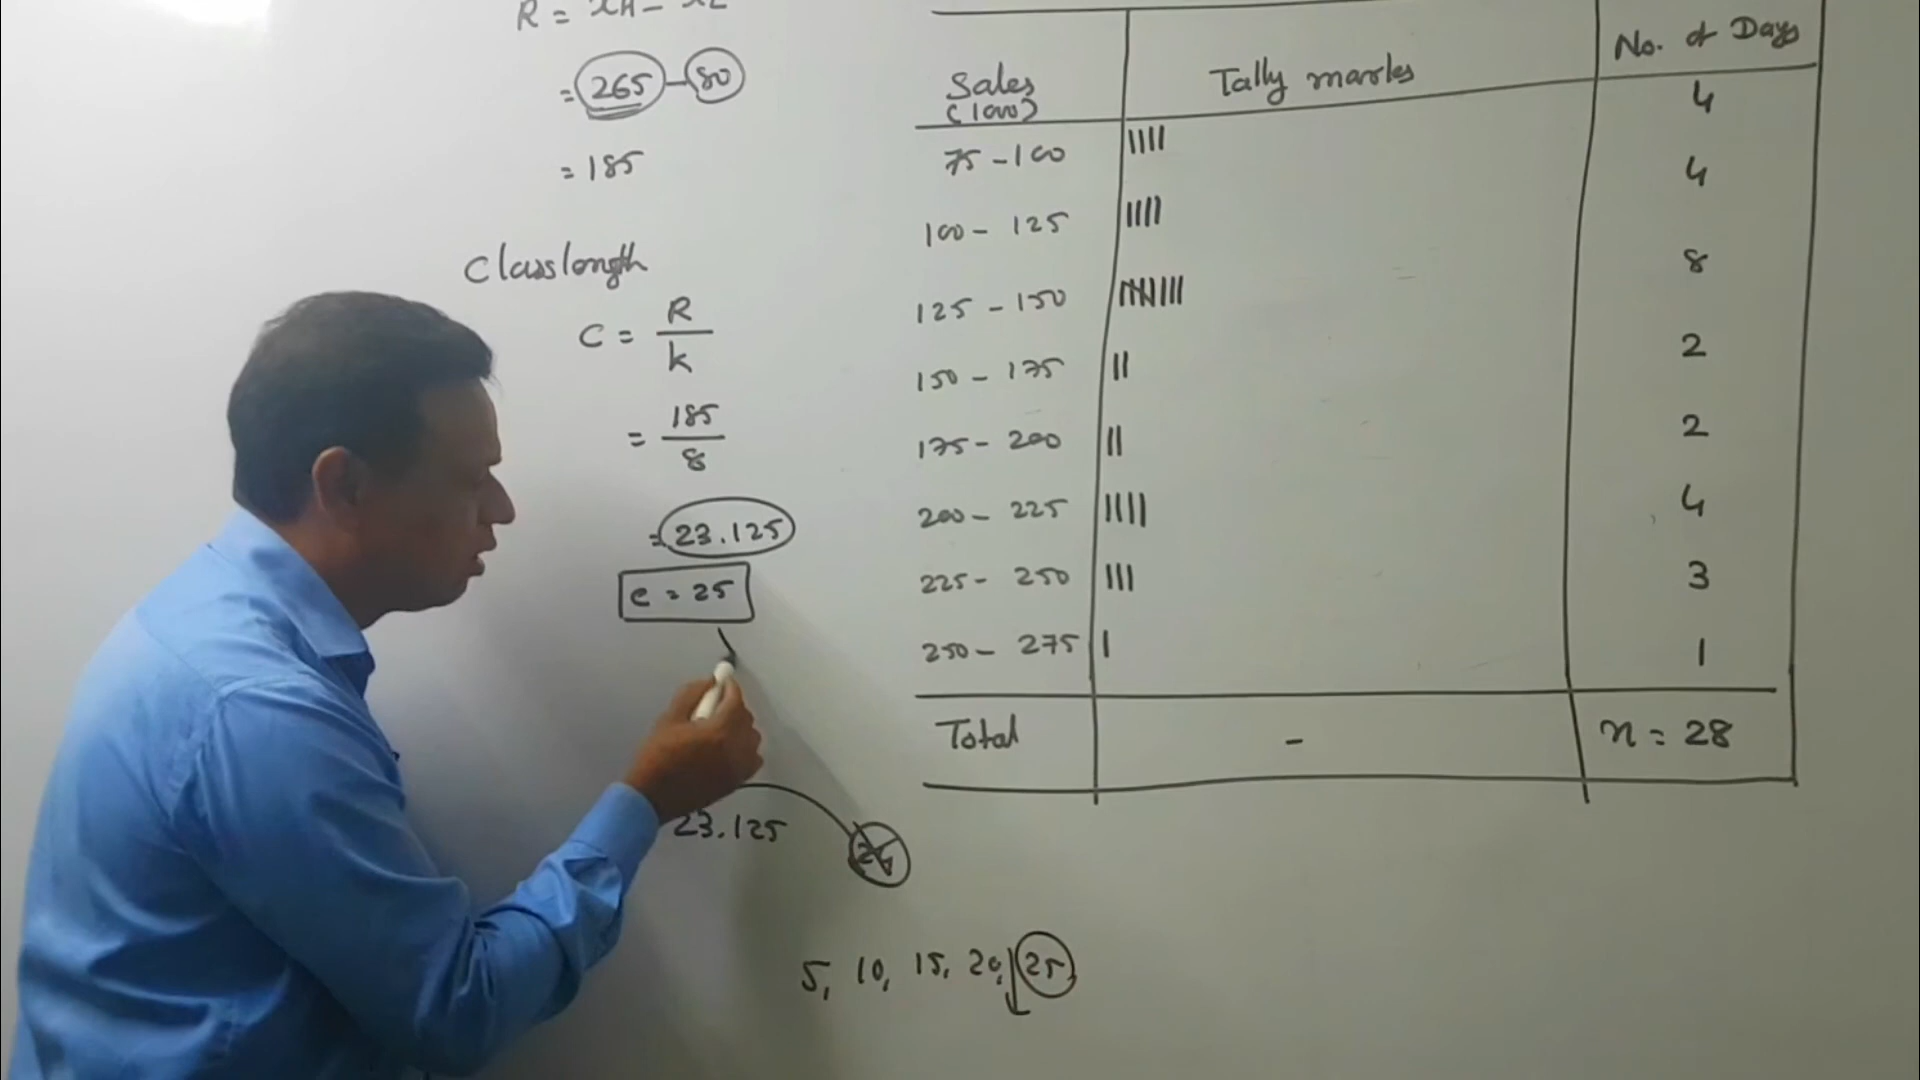 R = xH - xL
= 265 - 80
= 185
Class length
C = R
k
= 185
8
= 23.125
c = 25
23.125
5, 10, 15, 20, 25
Sales
(1000)
Tally marks
No. of Days
75 - 100 |||| 4
100 - 125 |||| 4
125 - 150 |||| ||| 8
150 - 175 || 2
175 - 200 || 2
200 - 225 |||| 4
225 - 250 ||| 3
250 - 275 | 1
Total - n = 28